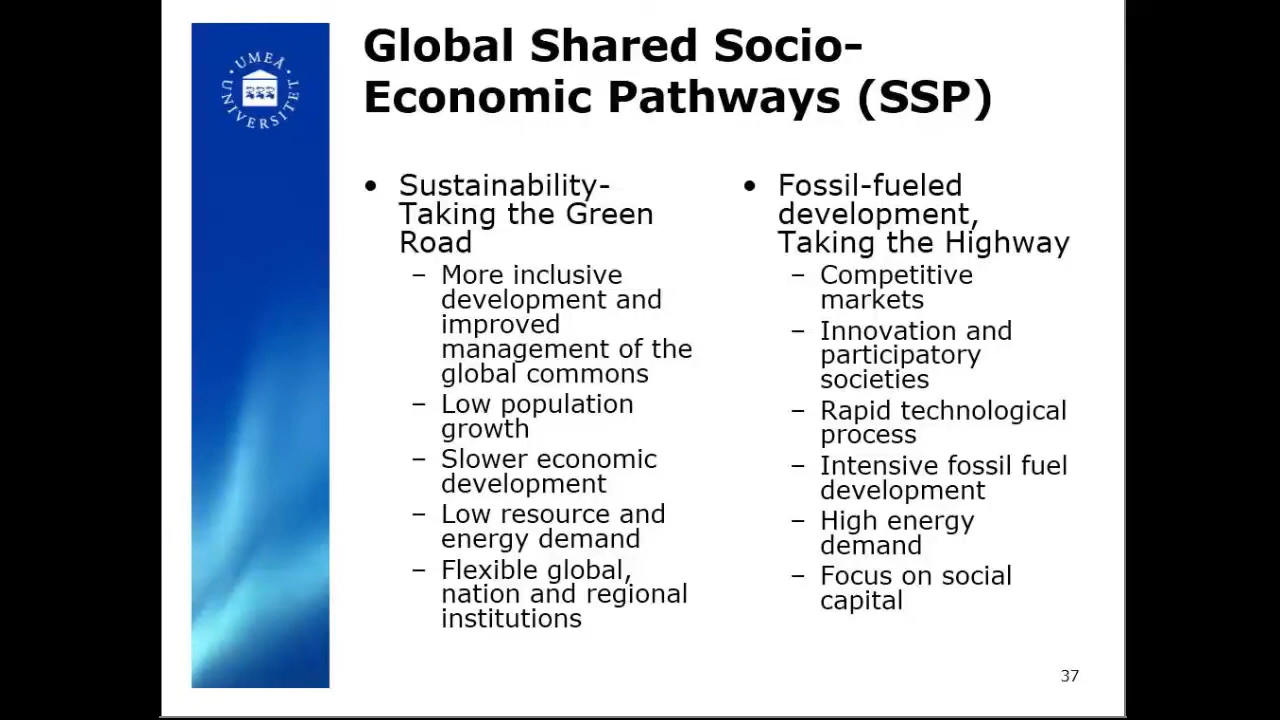 Global Shared Socio-
Economic Pathways (SSP)
UMEÅ
UNIVERSITET
• Sustainability-
Taking the Green
Road
– More inclusive
development and
improved
management of the
global commons
– Low population
growth
– Slower economic
development
– Low resource and
energy demand
– Flexible global,
nation and regional
institutions
• Fossil-fueled
development,
Taking the Highway
– Competitive
markets
– Innovation and
participatory
societies
– Rapid technological
process
– Intensive fossil fuel
development
– High energy
demand
– Focus on social
capital
37